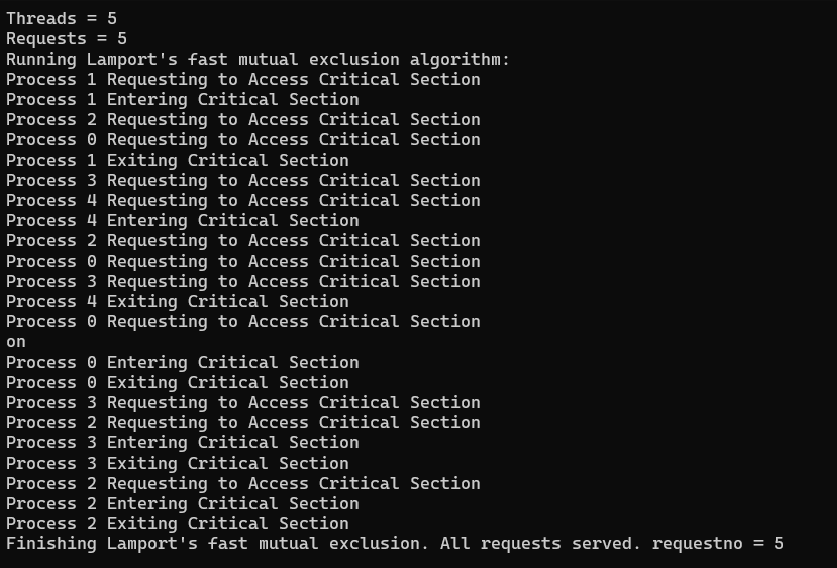 Threads = 5
Requests = 5
Running Lamport's fast mutual exclusion algorithm:
Process 1 Requesting to Access Critical Section
Process 1 Entering Critical Section
Process 2 Requesting to Access Critical Section
Process 0 Requesting to Access Critical Section
Process 1 Exiting Critical Section
Process 3 Requesting to Access Critical Section
Process 4 Requesting to Access Critical Section
Process 4 Entering Critical Section
Process 2 Requesting to Access Critical Section
Process 0 Requesting to Access Critical Section
Process 3 Requesting to Access Critical Section
Process 4 Exiting Critical Section
Process 0 Requesting to Access Critical Section
on
Process 0 Entering Critical Section
Process 0 Exiting Critical Section
Process 3 Requesting to Access Critical Section
Process 2 Requesting to Access Critical Section
Process 3 Entering Critical Section
Process 3 Exiting Critical Section
Process 2 Requesting to Access Critical Section
Process 2 Entering Critical Section
Process 2 Exiting Critical Section
Finishing Lamport's fast mutual exclusion. All requests served. requestno = 5